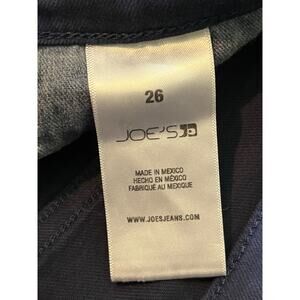 26
JOE'S
MADE IN MEXICO
HECHO EN MÉXICO
FABRIQUÉ AU MEXIQUE
WWW.JOESJEANS.COM